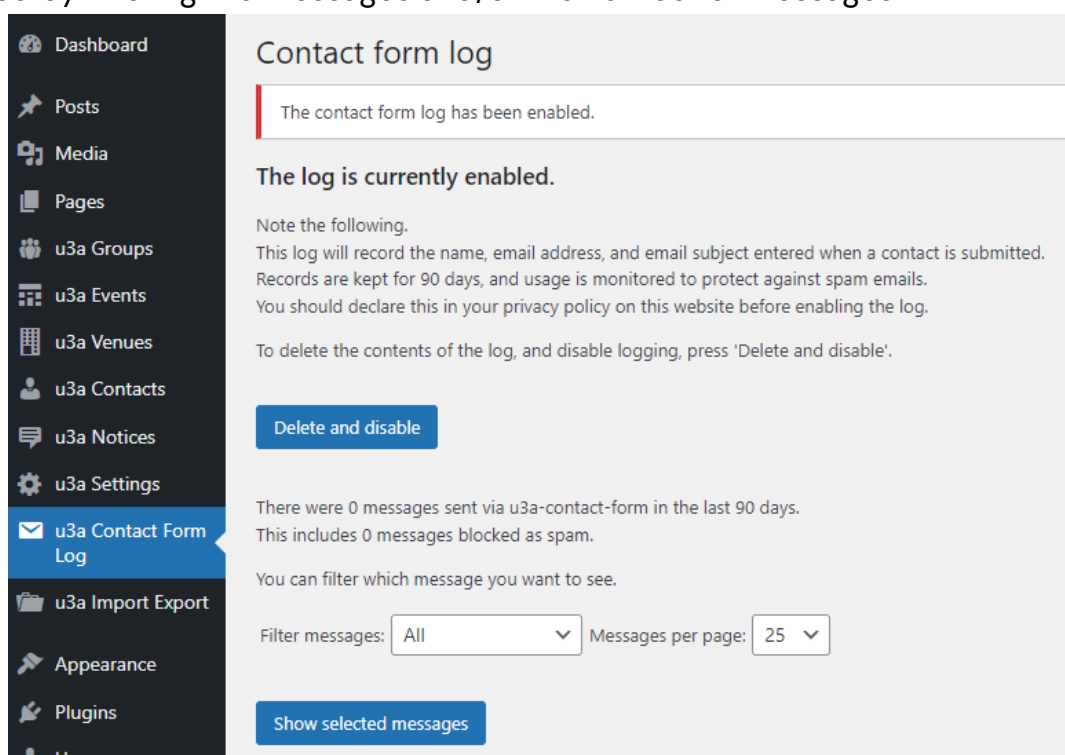 Dashboard
Posts
Media
Pages
u3a Groups
u3a Events
u3a Venues
u3a Contacts
u3a Notices
u3a Settings
u3a Contact Form
Log
u3a Import Export
Appearance
Plugins
Contact form log
The contact form log has been enabled.
The log is currently enabled.
Note the following.
This log will record the name, email address, and email subject entered when a contact is submitted.
Records are kept for 90 days, and usage is monitored to protect against spam emails.
You should declare this in your privacy policy on this website before enabling the log.
To delete the contents of the log, and disable logging, press 'Delete and disable'.
Delete and disable
There were 0 messages sent via u3a-contact-form in the last 90 days.
This includes 0 messages blocked as spam.
You can filter which message you want to see.
Filter messages: All Messages per page: 25
Show selected messages